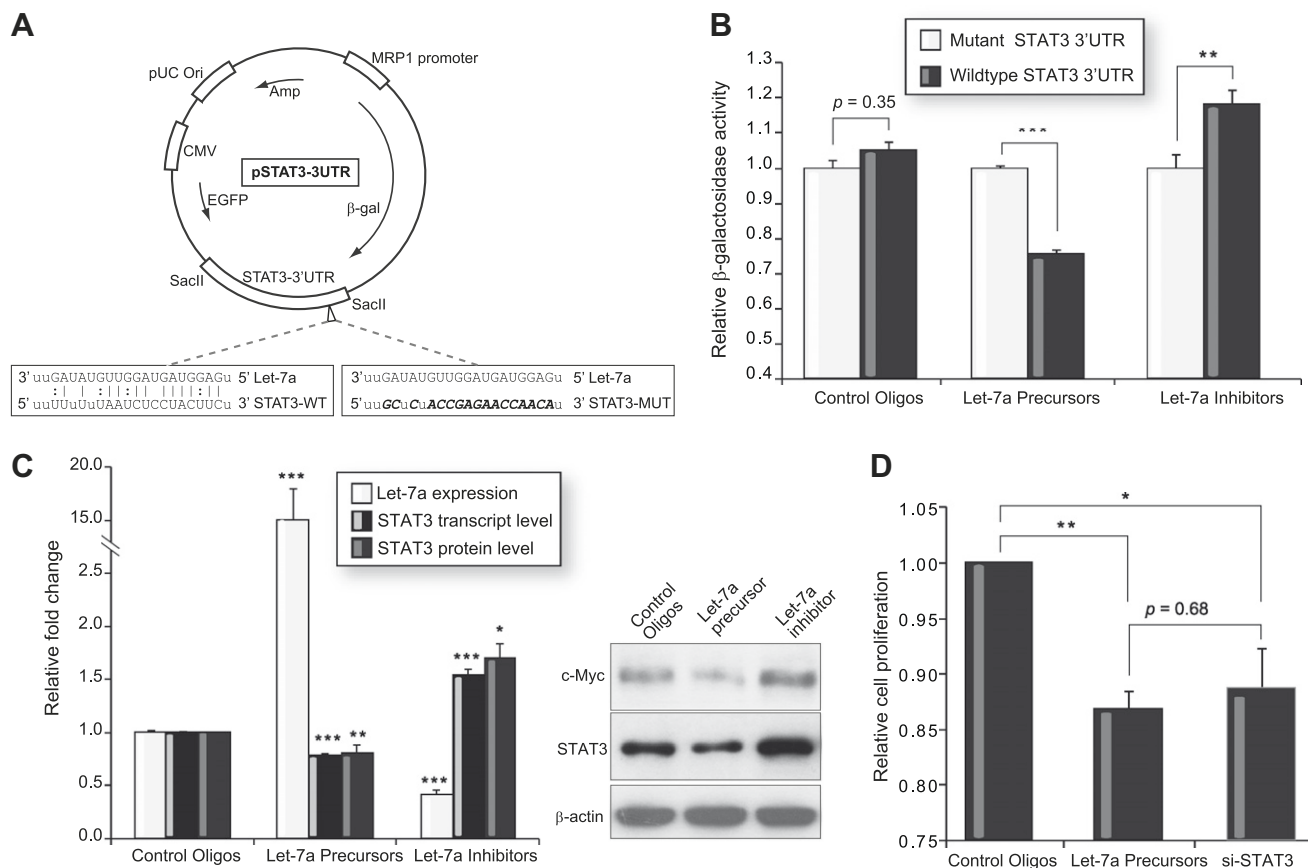 A
pUC Ori
Amp
MRP1 promoter
CMV
pSTAT3-3UTR
EGFP
β-gal
SacII
STAT3-3'UTR
SacII
3' uuGAUAUGUUGGAUGAUGGAGu 5' Let-7a
5' uuUUuUuUAAUCUCCUACUUCu 3' STAT3-WT
3' uuGAUAUGUUGGAUGAUGGAGu 5' Let-7a
5' uuGCuCuACCGAGAACCAACAu 3' STAT3-MUT
B
Mutant STAT3 3'UTR
Wildtype STAT3 3'UTR
Relative β-galactosidase activity
1.3
1.2
1.1
1.0
0.9
0.8
0.7
0.6
0.5
0.4
p = 0.35
***
**
Control Oligos
Let-7a Precursors
Let-7a Inhibitors
C
Relative fold change
20.0
15.0
2.5
2.0
1.5
1.0
0.5
0.0
Let-7a expression
STAT3 transcript level
STAT3 protein level
***
***
**
***
***
*
Control Oligos
Let-7a Precursors
Let-7a Inhibitors
Control Oligos
Let-7a precursor
Let-7a inhibitor
c-Myc
STAT3
β-actin
D
Relative cell proliferation
1.05
1.00
0.95
0.90
0.85
0.80
0.75
*
**
p = 0.68
Control Oligos
Let-7a Precursors
si-STAT3